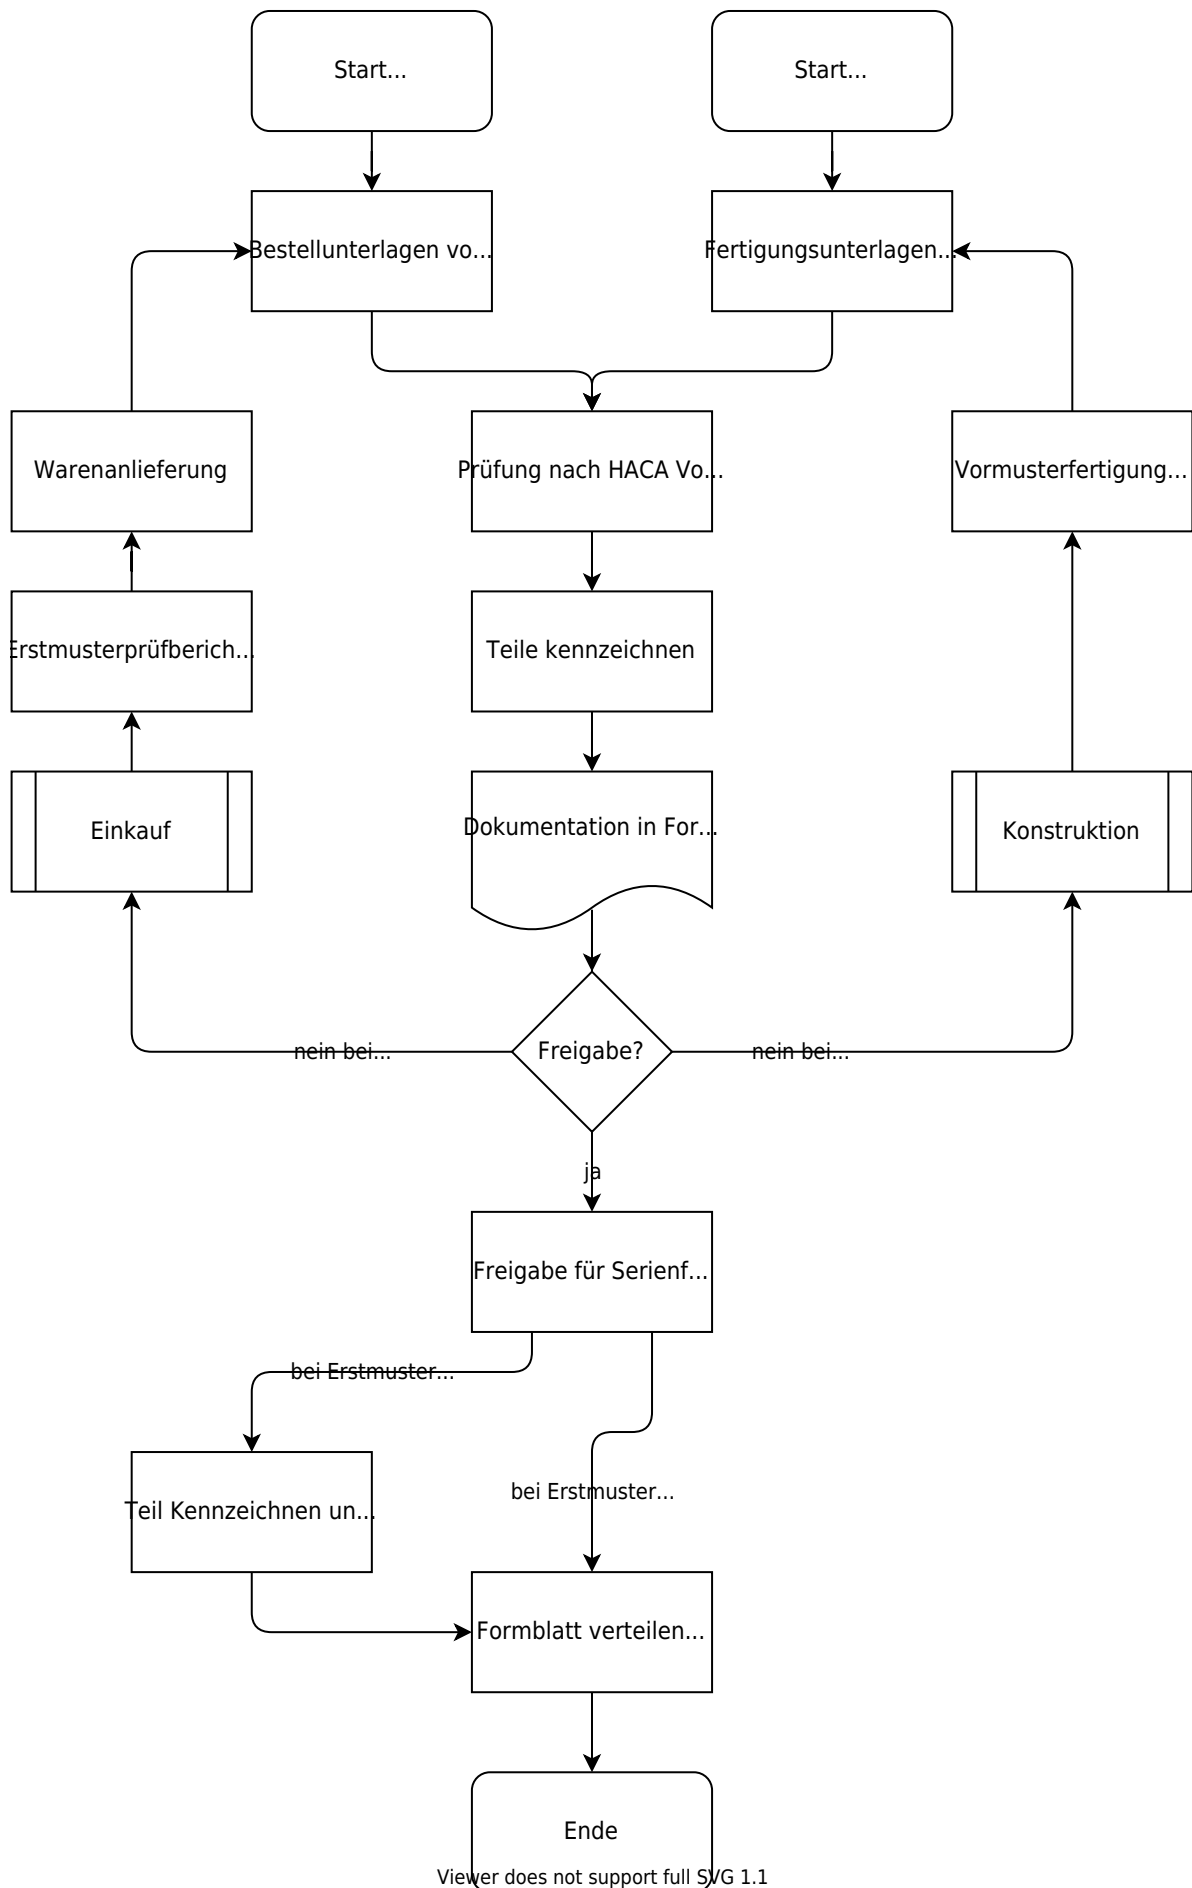 Start...
Start...
Bestellunterlagen vo...
Fertigungsunterlagen...
Warenanlieferung
Prüfung nach HACA Vo...
Vormusterfertigung...
Erstmusterprüfberich...
Teile kennzeichnen
Einkauf
Dokumentation in For...
Konstruktion
nein bei...
Freigabe?
nein bei...
ja
Freigabe für Serienf...
bei Erstmuster...
bei Erstmuster...
Teil Kennzeichnen un...
Formblatt verteilen...
Ende
Viewer does not support full SVG 1.1